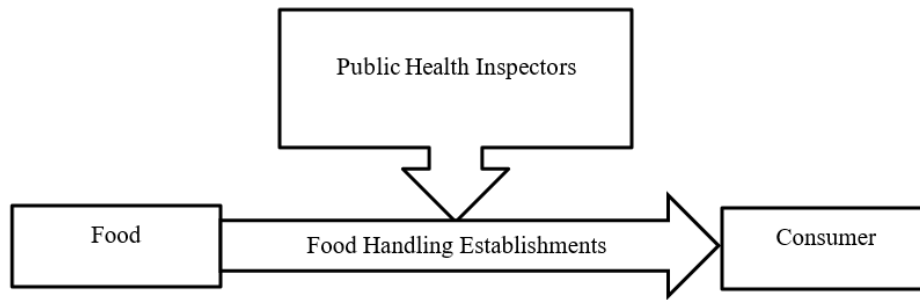 Public Health Inspectors
Food
Food Handling Establishments
Consumer